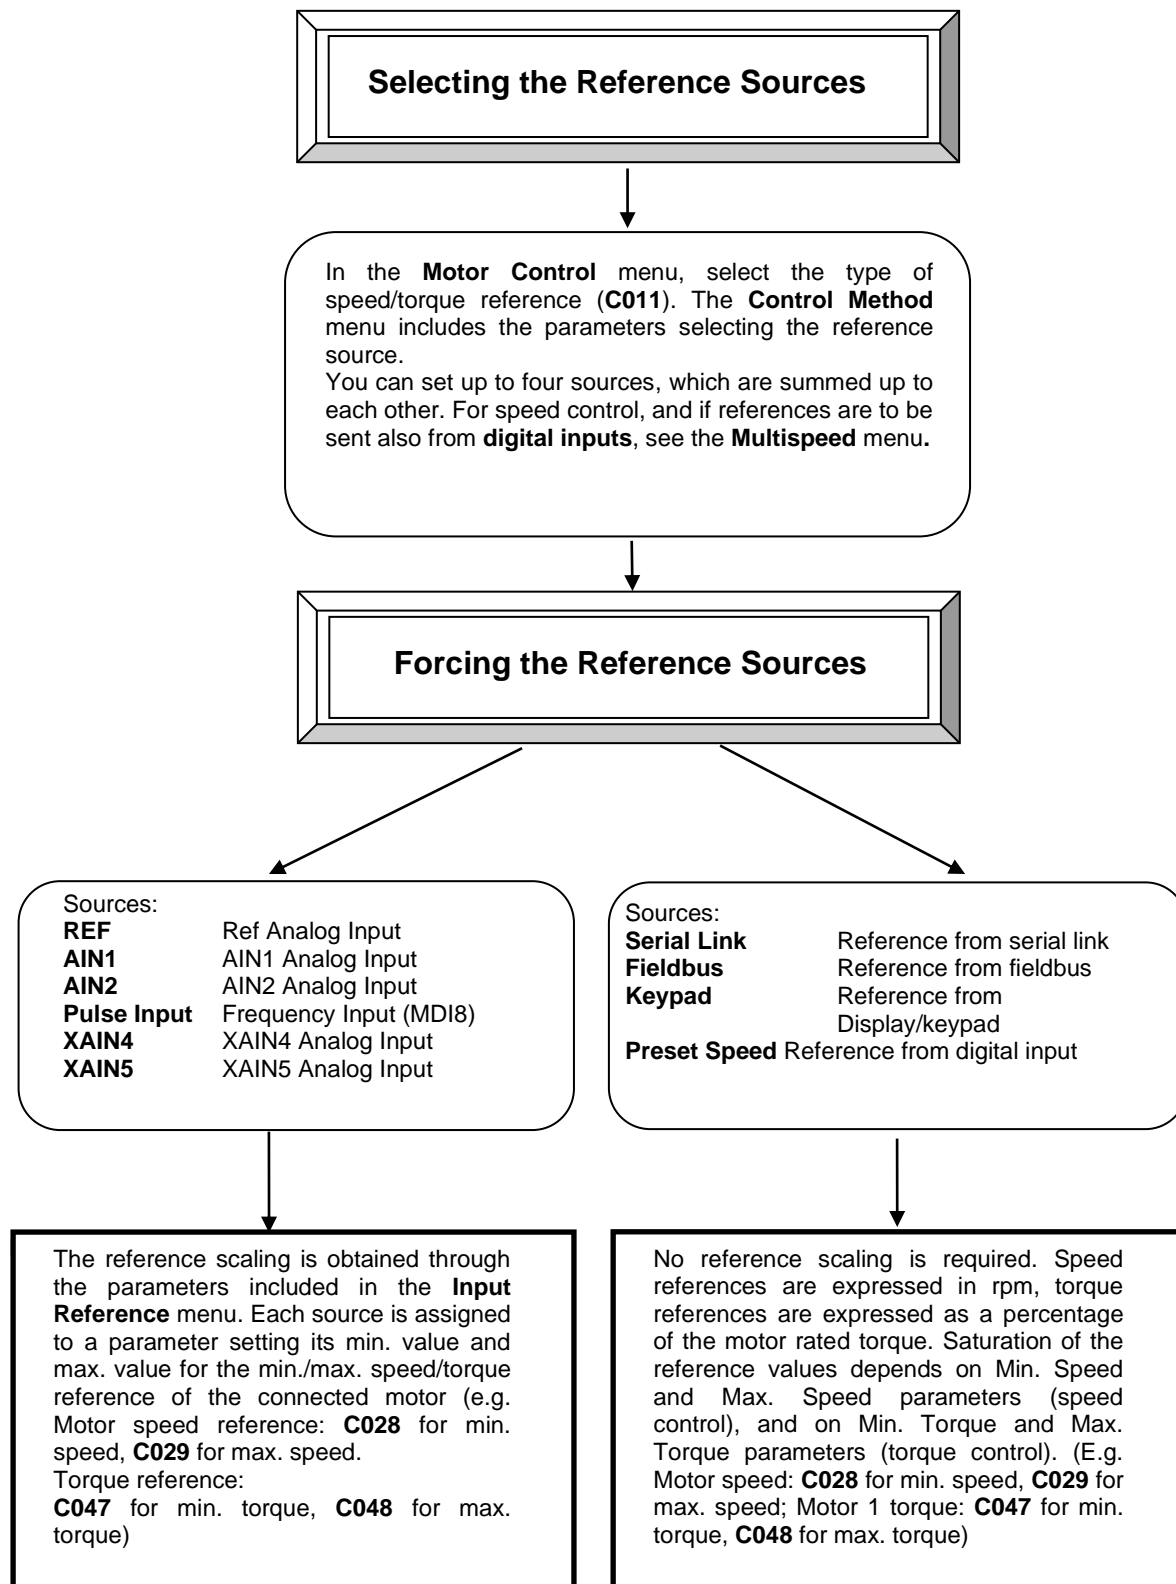 Selecting the Reference Sources
In the Motor Control menu, select the type of
speed/torque reference (C011). The Control Method
menu includes the parameters selecting the reference
source.
You can set up to four sources, which are summed up to
each other. For speed control, and if references are to be
sent also from digital inputs, see the Multispeed menu.
Forcing the Reference Sources
Sources:
REF Ref Analog Input
AIN1 AIN1 Analog Input
AIN2 AIN2 Analog Input
Pulse Input Frequency Input (MDI8)
XAIN4 XAIN4 Analog Input
XAIN5 XAIN5 Analog Input
Sources:
Serial Link Reference from serial link
Fieldbus Reference from fieldbus
Keypad Reference from
Display/keypad
Preset Speed Reference from digital input
The reference scaling is obtained through
the parameters included in the Input
Reference menu. Each source is assigned
to a parameter setting its min. value and
max. value for the min./max. speed/torque
reference of the connected motor (e.g.
Motor speed reference: C028 for min.
speed, C029 for max. speed.
Torque reference:
C047 for min. torque, C048 for max.
torque)
No reference scaling is required. Speed
references are expressed in rpm, torque
references are expressed as a percentage
of the motor rated torque. Saturation of the
reference values depends on Min. Speed
and Max. Speed parameters (speed
control), and on Min. Torque and Max.
Torque parameters (torque control). (E.g.
Motor speed: C028 for min. speed, C029 for
max. speed; Motor 1 torque: C047 for min.
torque, C048 for max. torque)